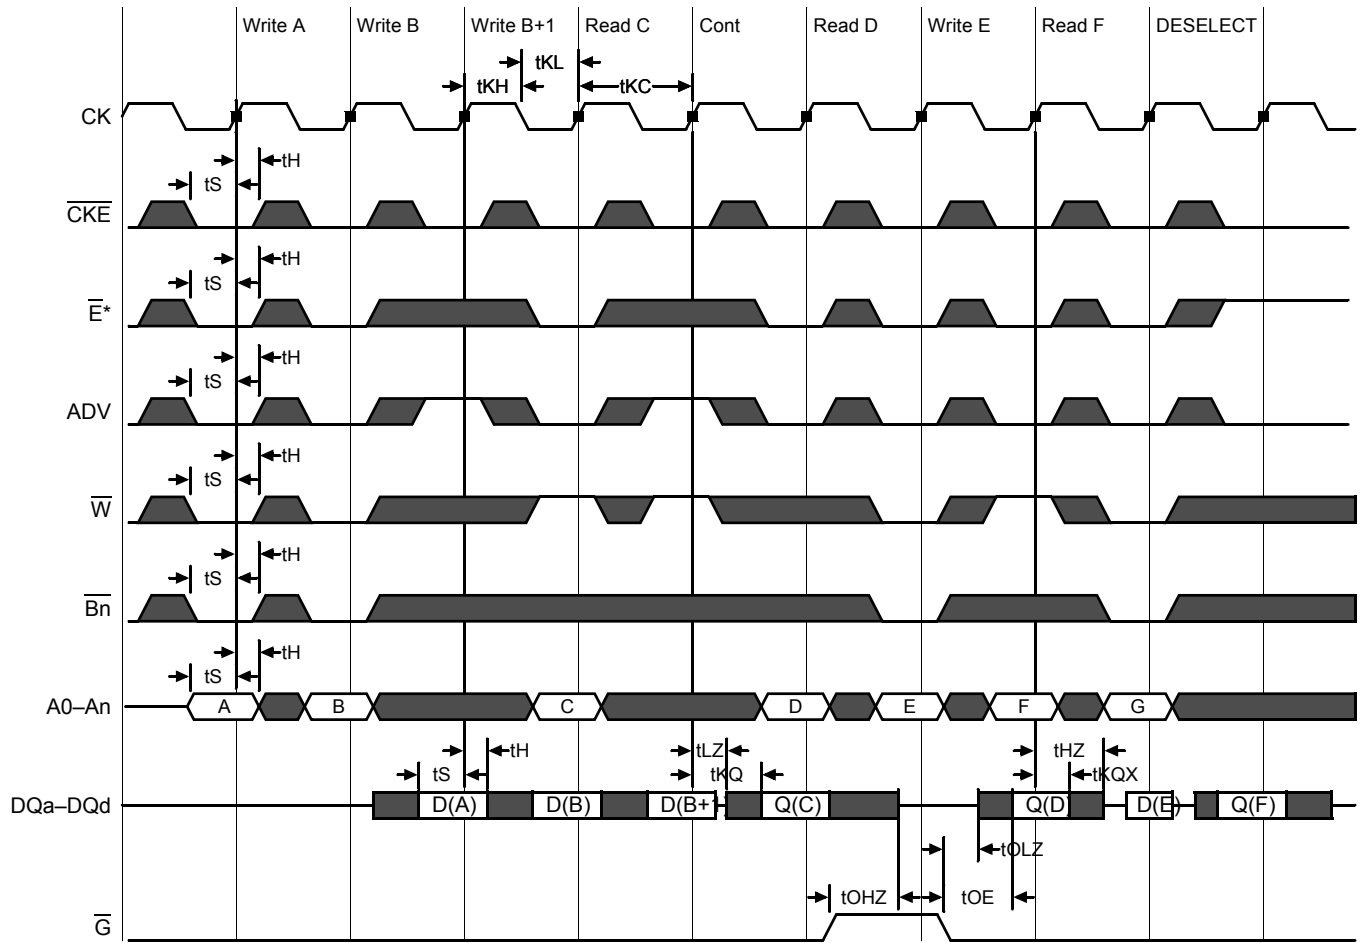 Write A Write B Write B+1 Read C Cont Read D Write E Read F DESELECT
tKL
tKH tKC
CK
tH
tS
CKE
tH
tS
E*
tH
tS
ADV
tH
tS
W
tH
tS
Bn
tH
tS
A0–An A B C D E F G
tH tLZ tHZ
tS tKQ tKQX
DQa–DQd D(A) D(B) D(B+1) Q(C) Q(D) D(E) Q(F)
tOLZ
tOHZ tOE
G